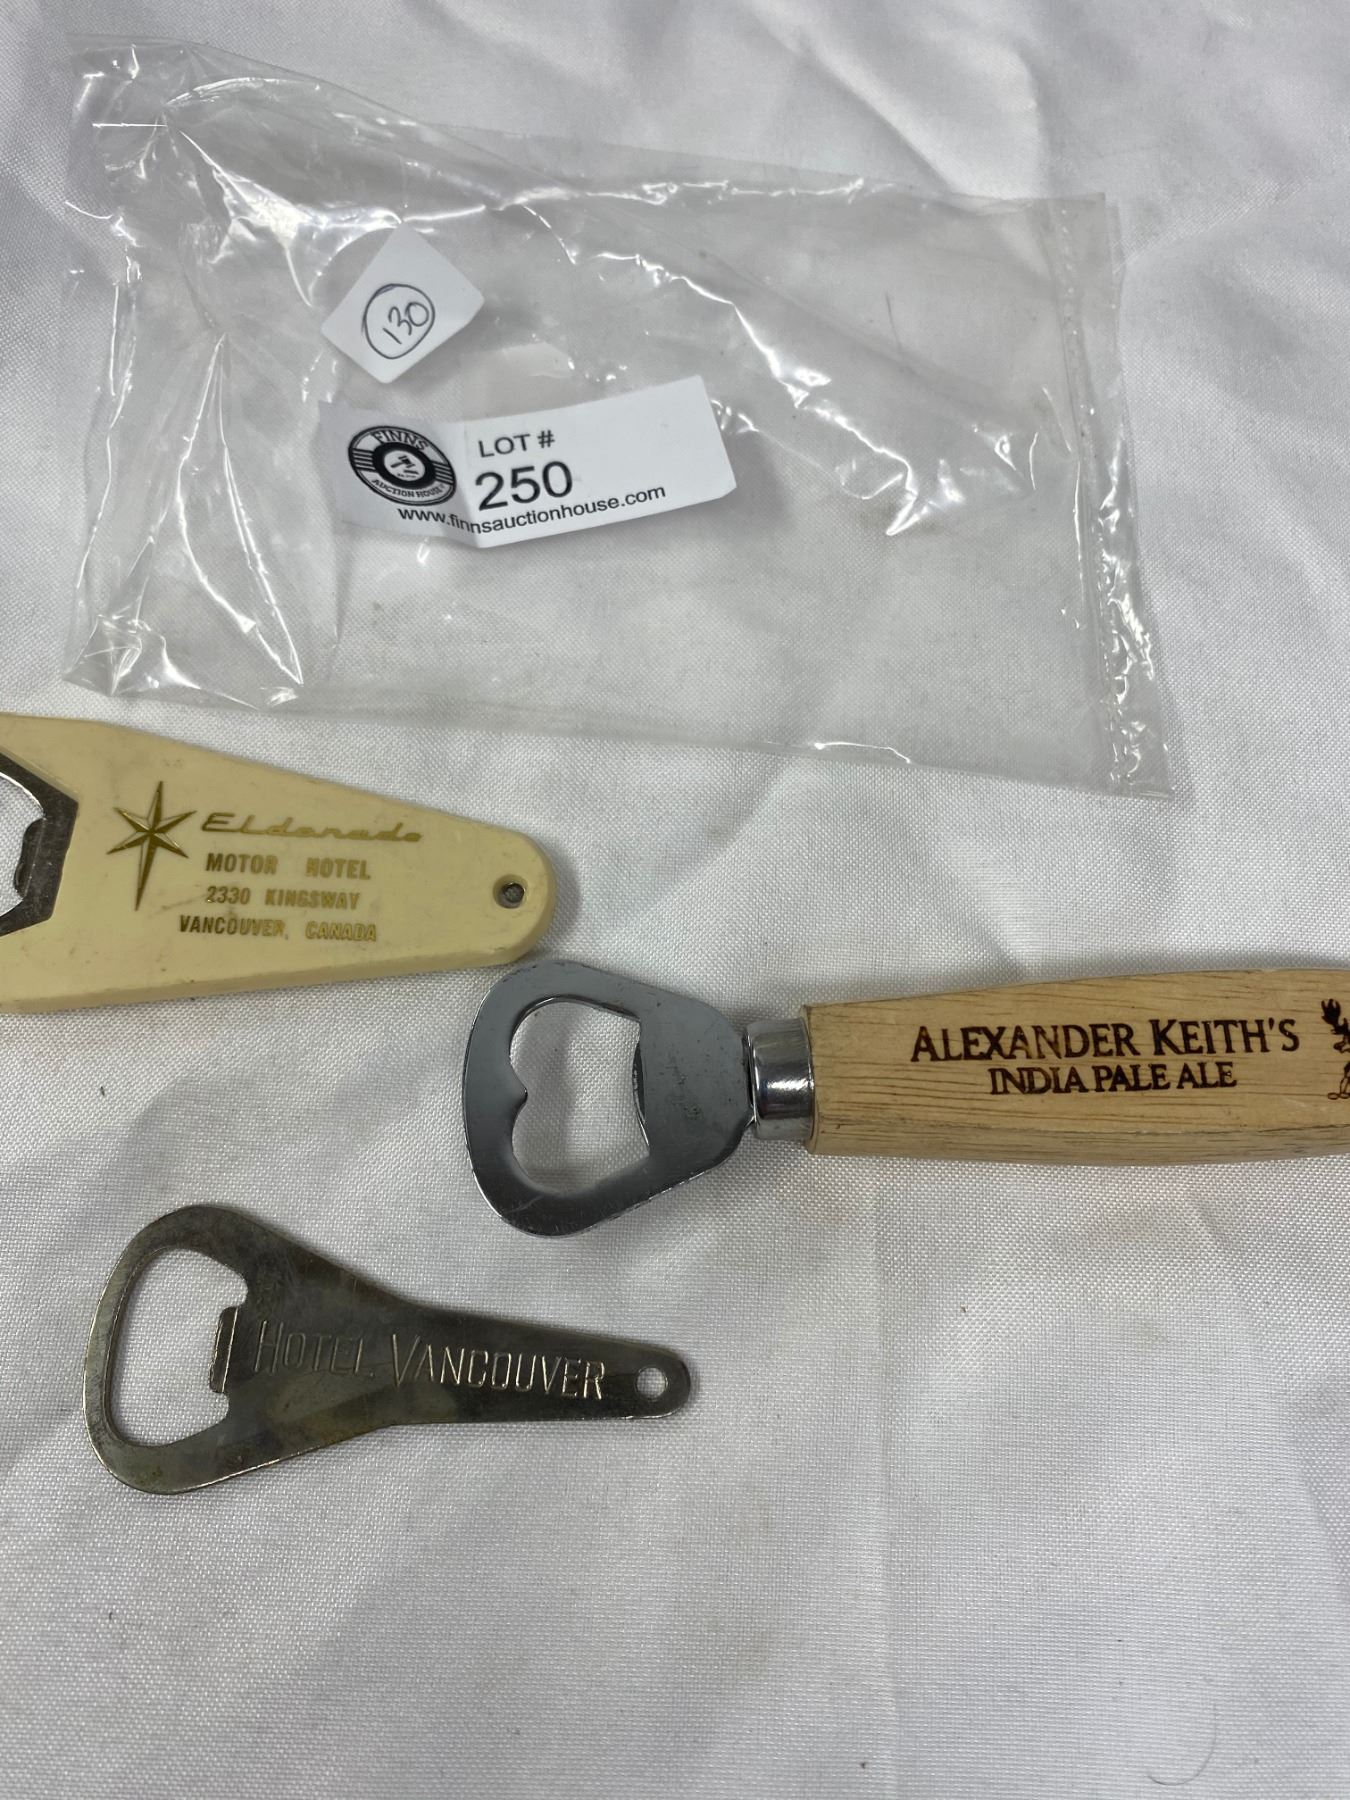 130
FINNS
AUCTION HOUSE
LOT #
250
www.finnsauctionhouse.com
Eldorado
MOTOR HOTEL
2330 KINGSWAY
VANCOUVER, CANADA
ALEXANDER KEITH'S
INDIA PALE ALE
HOTEL VANCOUVER